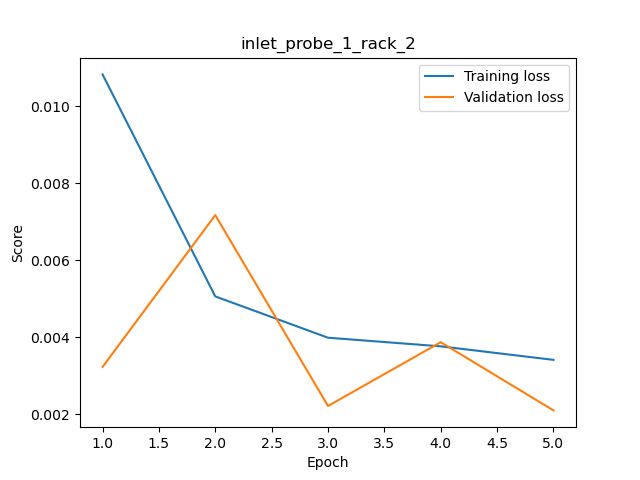 inlet_probe_1_rack_2
Training loss
Validation loss
0.010
0.008
0.006
0.004
0.002
Score
1.0 1.5 2.0 2.5 3.0 3.5 4.0 4.5 5.0
Epoch